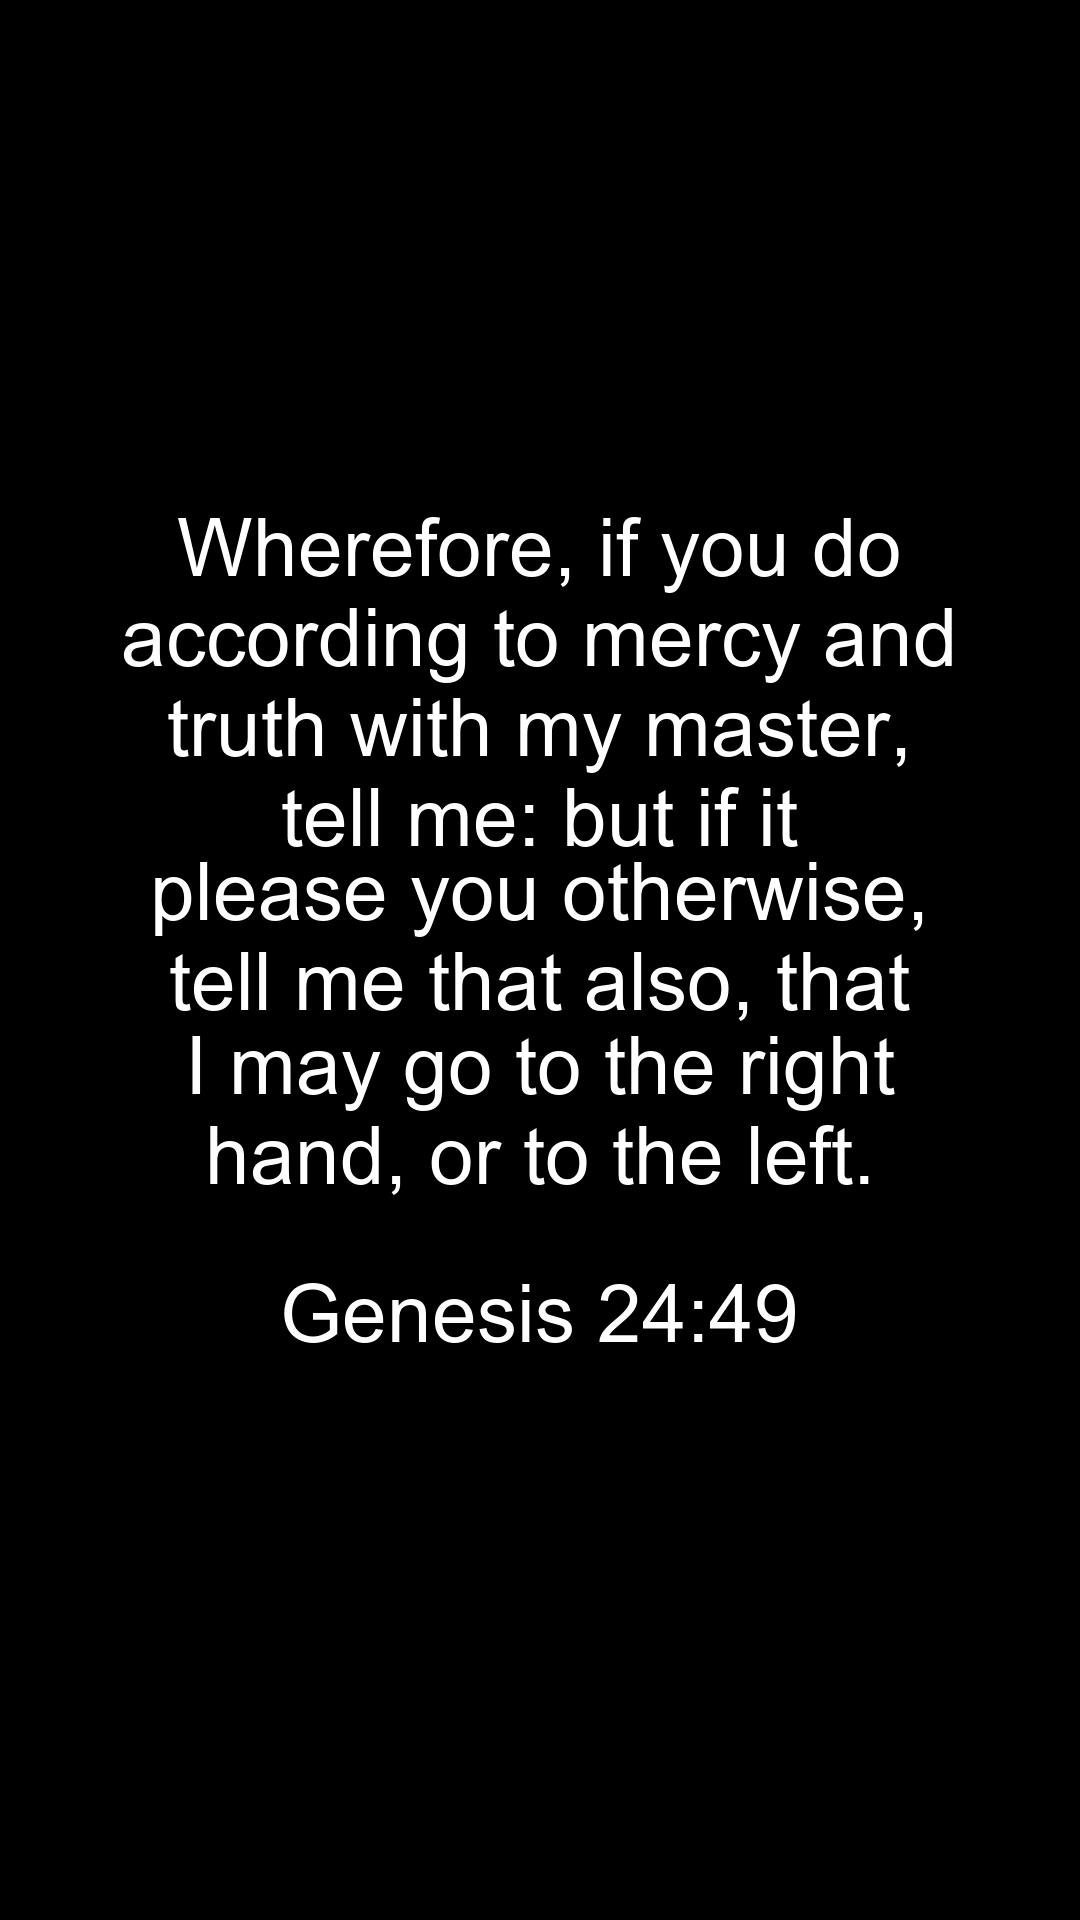 Wherefore, if you do
according to mercy and
truth with my master,
tell me: but if it
please you otherwise,
tell me that also, that
I may go to the right
hand, or to the left.
Genesis 24:49